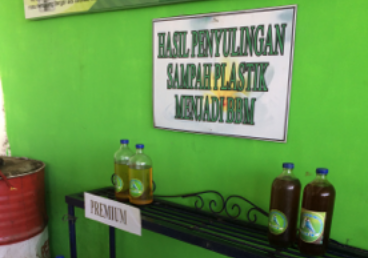 HASIL PENYULINGAN
SAMPAH PLASTIK
MENJADI BBM
PREMIUM